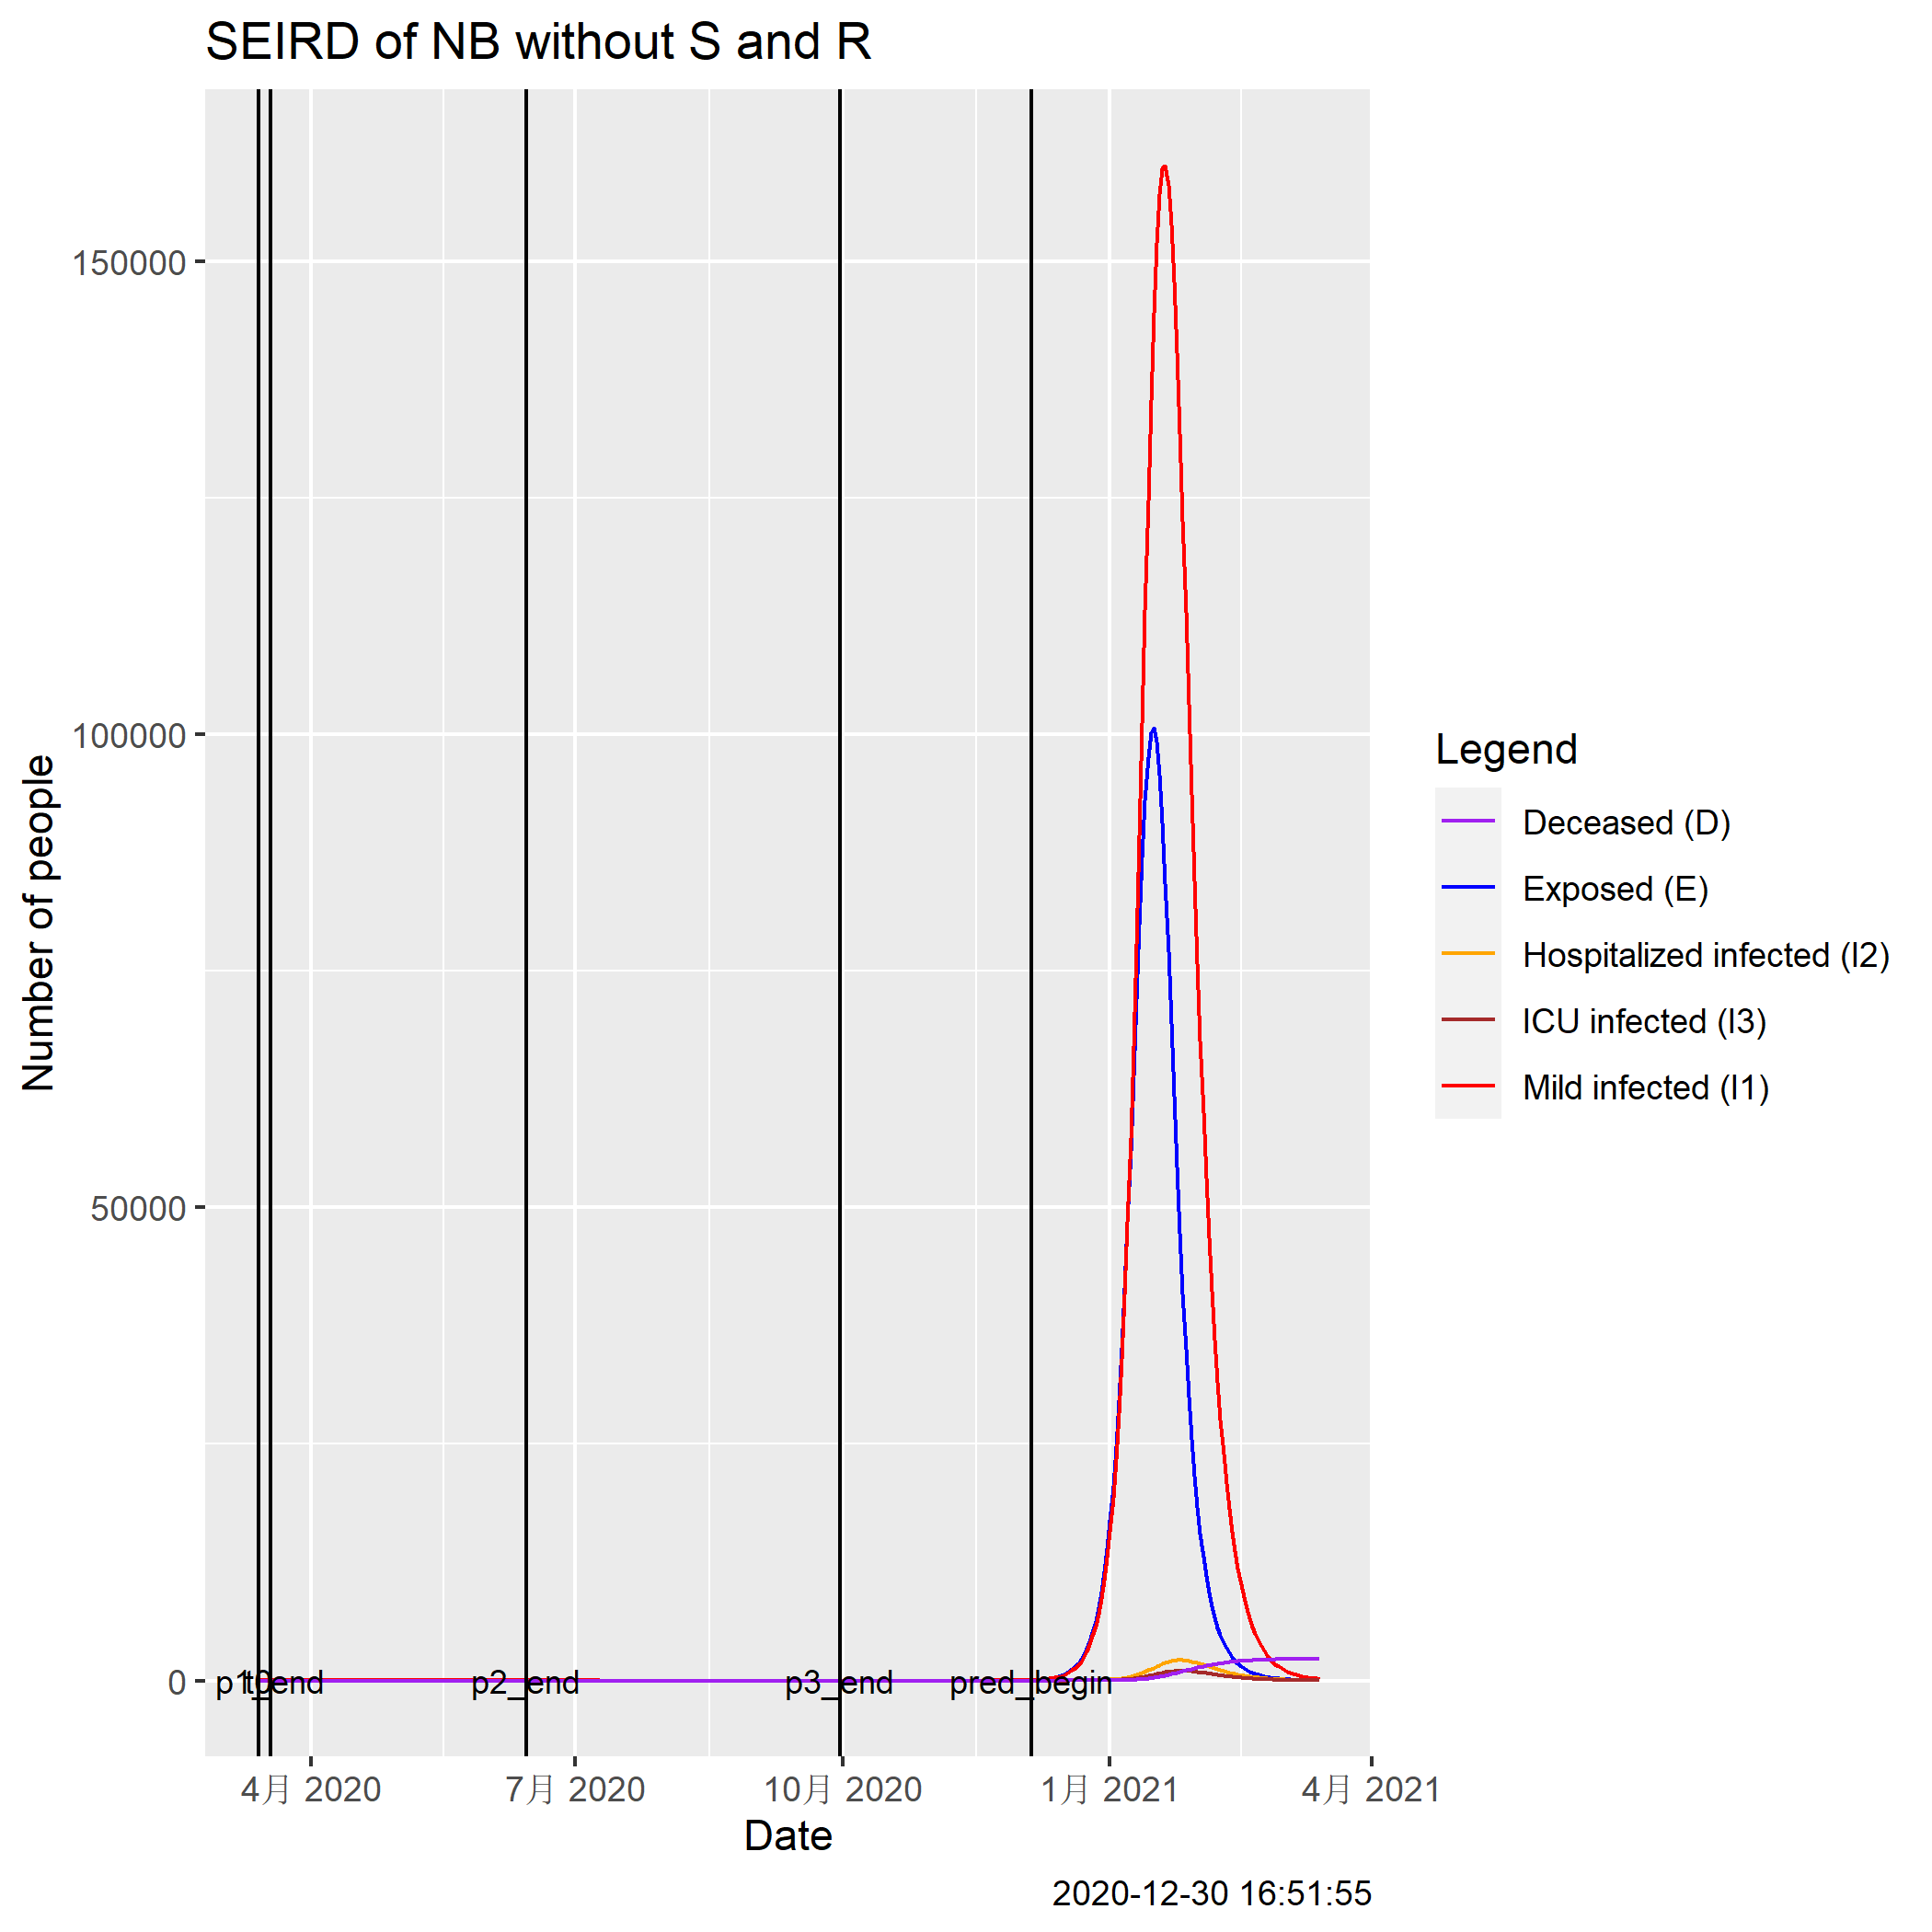 SEIRD of NB without S and R
150000
100000
50000
0
Number of people
p1_end
t0
p2_end
p3_end
pred_begin
4月 2020
7月 2020
10月 2020
1月 2021
4月 2021
Date
Legend
Deceased (D)
Exposed (E)
Hospitalized infected (I2)
ICU infected (I3)
Mild infected (I1)
2020-12-30 16:51:55